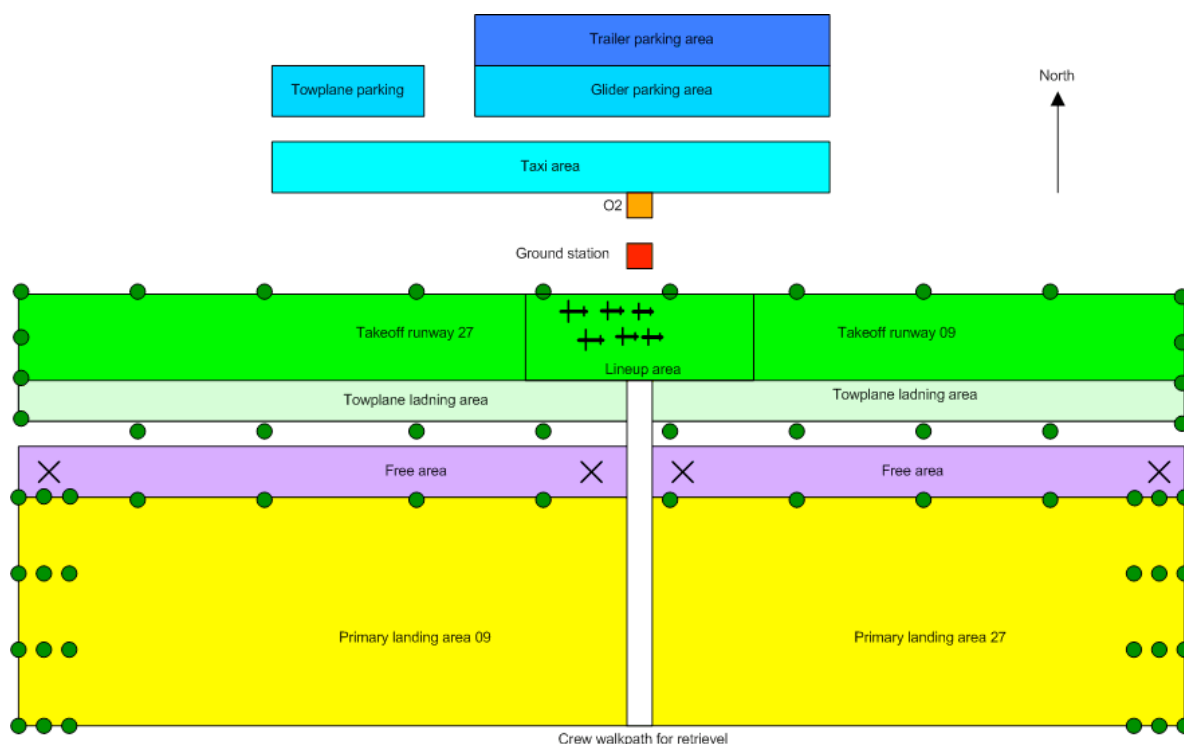 Trailer parking area
Towplane parking
Glider parking area
North
Taxi area
O2
Ground station
Takeoff runway 27
Takeoff runway 09
Lineup area
Towplane ladning area
Towplane ladning area
Free area
Free area
Primary landing area 09
Primary landing area 27
Crew walkpath for retrievel